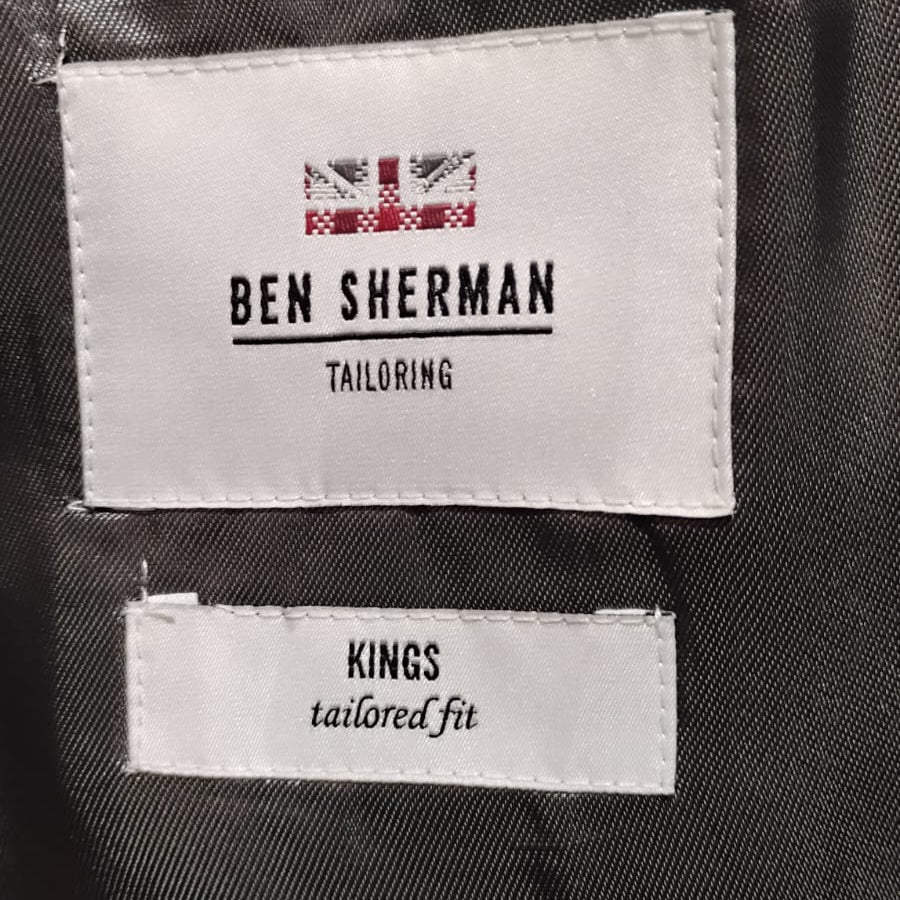 BEN SHERMAN
TAILORING
KINGS
tailored fit